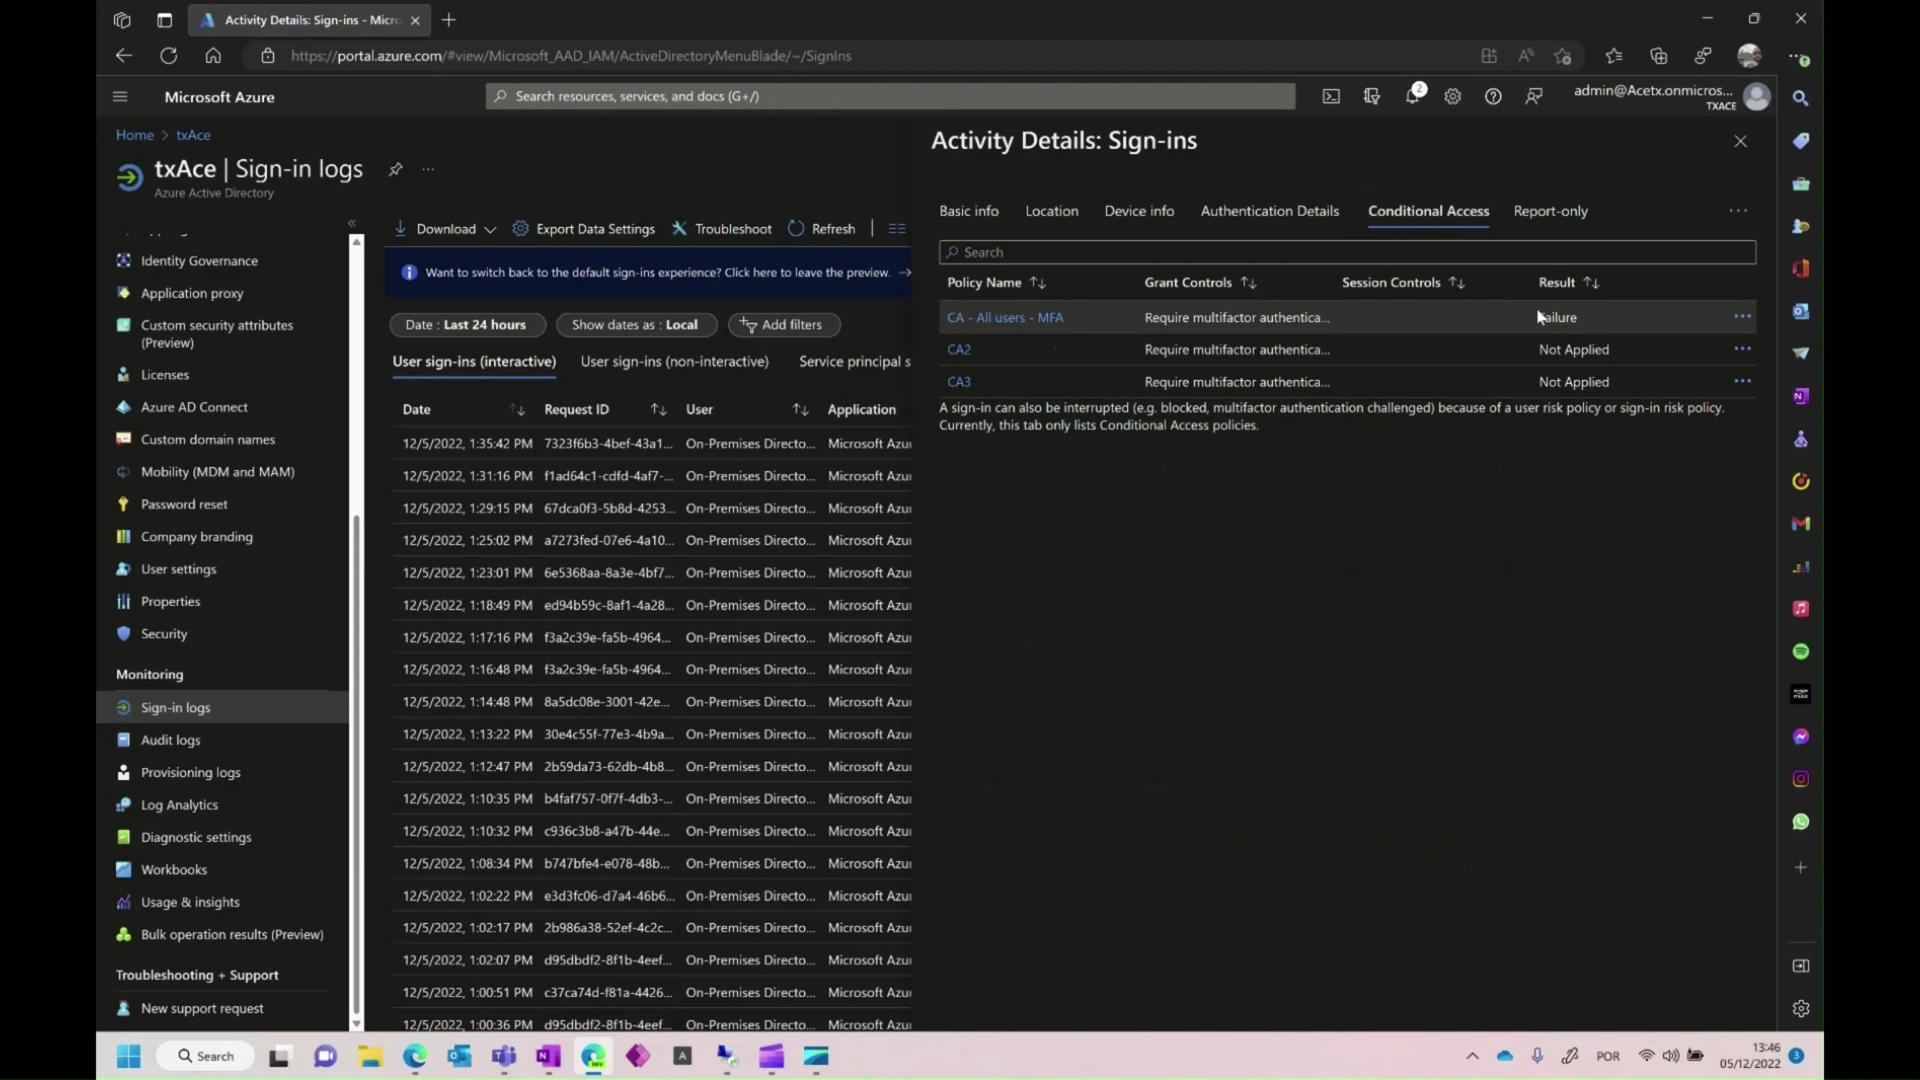 Activity Details: Sign-ins - Micro
https://portal.azure.com/#view/Microsoft_AAD_IAM/ActiveDirectoryMenuBlade/~/SignIns
Microsoft Azure
Search resources, services, and docs (G+/)
2
admin@Acetx.onmicros...
TXACE
Home > txAce
txAce | Sign-in logs
Azure Active Directory
Identity Governance
Application proxy
Custom security attributes
(Preview)
Licenses
Azure AD Connect
Custom domain names
Mobility (MDM and MAM)
Password reset
Company branding
User settings
Properties
Security
Monitoring
Sign-in logs
Audit logs
Provisioning logs
Log Analytics
Diagnostic settings
Workbooks
Usage & insights
Bulk operation results (Preview)
Troubleshooting + Support
New support request
Download Export Data Settings Troubleshoot Refresh
Want to switch back to the default sign-ins experience? Click here to leave the preview.
Date : Last 24 hours Show dates as : Local Add filters
User sign-ins (interactive) User sign-ins (non-interactive) Service principal s
Date Request ID User Application
12/5/2022, 1:35:42 PM 7323f6b3-4bef-43a1... On-Premises Directo... Microsoft Azu
12/5/2022, 1:31:16 PM f1ad64c1-cdfd-4af7-... On-Premises Directo... Microsoft Azu
12/5/2022, 1:29:15 PM 67dca0f3-5b8d-4253... On-Premises Directo... Microsoft Azu
12/5/2022, 1:25:02 PM a7273fed-07e6-4a10... On-Premises Directo... Microsoft Azu
12/5/2022, 1:23:01 PM 6e5368aa-8a3e-4bf7... On-Premises Directo... Microsoft Azu
12/5/2022, 1:18:49 PM ed94b59c-8af1-4a28... On-Premises Directo... Microsoft Azu
12/5/2022, 1:17:16 PM f3a2c39e-fa5b-4964... On-Premises Directo... Microsoft Azu
12/5/2022, 1:16:48 PM f3a2c39e-fa5b-4964... On-Premises Directo... Microsoft Azu
12/5/2022, 1:14:48 PM 8a5dc08e-3001-42e... On-Premises Directo... Microsoft Azu
12/5/2022, 1:13:22 PM 30e4c55f-77e3-4b9a... On-Premises Directo... Microsoft Azu
12/5/2022, 1:12:47 PM 2b59da73-62db-4b8... On-Premises Directo... Microsoft Azu
12/5/2022, 1:10:35 PM b4faf757-0f7f-4db3-... On-Premises Directo... Microsoft Azu
12/5/2022, 1:10:32 PM c936c3b8-a47b-44e... On-Premises Directo... Microsoft Azu
12/5/2022, 1:08:34 PM b747bfe4-e078-48b... On-Premises Directo... Microsoft Azu
12/5/2022, 1:02:22 PM e3d3fc06-d7a4-46b6... On-Premises Directo... Microsoft Azu
12/5/2022, 1:02:17 PM 2b986a38-52ef-4c2c... On-Premises Directo... Microsoft Azu
12/5/2022, 1:02:07 PM d95dbdf2-8f1b-4eef... On-Premises Directo... Microsoft Azu
12/5/2022, 1:00:51 PM c37ca74d-f81a-4426... On-Premises Directo... Microsoft Azu
12/5/2022, 1:00:36 PM d95dbdf2-8f1b-4eef... On-Premises Directo... Microsoft Azu
Activity Details: Sign-ins
Basic info Location Device info Authentication Details Conditional Access Report-only
Search
Policy Name Grant Controls Session Controls Result
CA - All users - MFA Require multifactor authentica... ailure
CA2 Require multifactor authentica... Not Applied
CA3 Require multifactor authentica... Not Applied
A sign-in can also be interrupted (e.g. blocked, multifactor authentication challenged) because of a user risk policy or sign-in risk policy.
Currently, this tab only lists Conditional Access policies.
Search
POR
13:46
05/12/2022
3